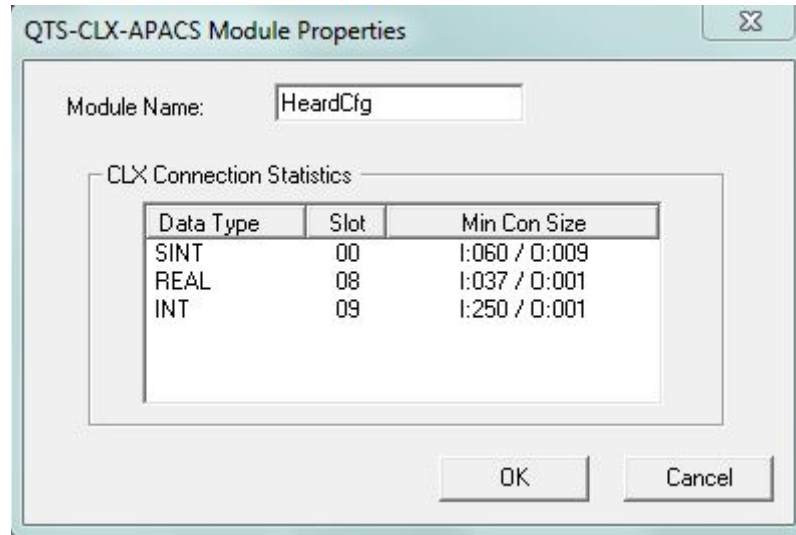 QTS-CLX-APACS Module Properties
Module Name: HeardCfg
CLX Connection Statistics
Data Type Slot Min Con Size
SINT 00 I:060 / O:009
REAL 08 I:037 / O:001
INT 09 I:250 / O:001
OK Cancel